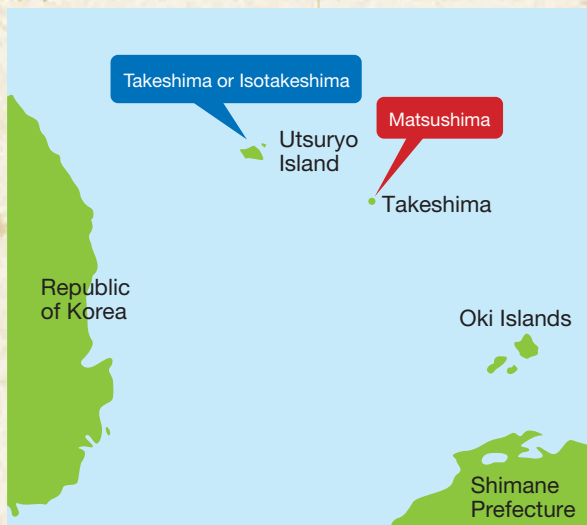 Takeshima or Isotakeshima
Matsushima
Utsuryo
Island
Takeshima
Republic
of Korea
Oki Islands
Shimane
Prefecture